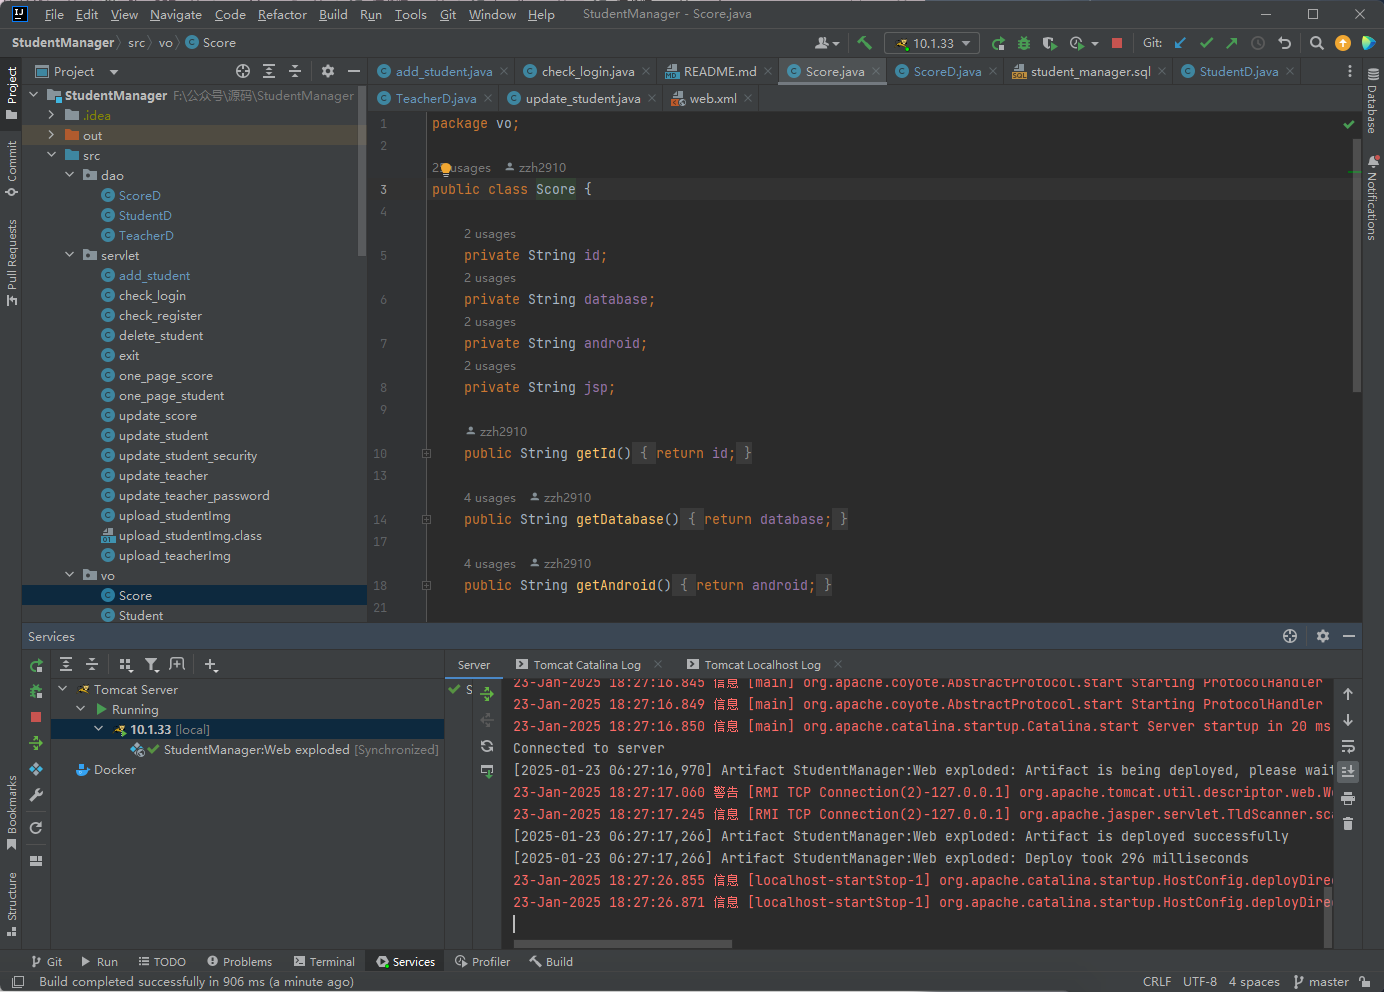 File Edit View Navigate Code Refactor Build Run Tools Git Window Help StudentManager - Score.java
StudentManager src vo Score
10.1.33
Git:
Project
add_student.java check_login.java README.md Score.java ScoreD.java student_manager.sql StudentD.java
TeacherD.java update_student.java web.xml
Project
Commit
Pull Requests
Bookmarks
Structure
Database
Notifications
StudentManager F:\公众号\源码\StudentManager
.idea
out
src
dao
ScoreD
StudentD
TeacherD
servlet
add_student
check_login
check_register
delete_student
exit
one_page_score
one_page_student
update_score
update_student
update_student_security
update_teacher
update_teacher_password
upload_studentImg
upload_studentImg.class
upload_teacherImg
vo
Score
Student
1 package vo;
2
usages zzh2910
3 public class Score {
4
2 usages
5 private String id;
2 usages
6 private String database;
2 usages
7 private String android;
2 usages
8 private String jsp;
9
zzh2910
10 public String getId() { return id; }
13
4 usages zzh2910
14 public String getDatabase() { return database; }
17
4 usages zzh2910
18 public String getAndroid() { return android; }
21
Services
Tomcat Server
Running
10.1.33 [local]
StudentManager:Web exploded [Synchronized]
Docker
Server Tomcat Catalina Log Tomcat Localhost Log
S
23-Jan-2025 18:27:16.845 信息 [main] org.apache.coyote.AbstractProtocol.start Starting ProtocolHandler
23-Jan-2025 18:27:16.849 信息 [main] org.apache.coyote.AbstractProtocol.start Starting ProtocolHandler
23-Jan-2025 18:27:16.850 信息 [main] org.apache.catalina.startup.Catalina.start Server startup in 20 ms
Connected to server
[2025-01-23 06:27:16,970] Artifact StudentManager:Web exploded: Artifact is being deployed, please wait
23-Jan-2025 18:27:17.060 警告 [RMI TCP Connection(2)-127.0.0.1] org.apache.tomcat.util.descriptor.web.We
23-Jan-2025 18:27:17.245 信息 [RMI TCP Connection(2)-127.0.0.1] org.apache.jasper.servlet.TldScanner.sca
[2025-01-23 06:27:17,266] Artifact StudentManager:Web exploded: Artifact is deployed successfully
[2025-01-23 06:27:17,266] Artifact StudentManager:Web exploded: Deploy took 296 milliseconds
23-Jan-2025 18:27:26.855 信息 [localhost-startStop-1] org.apache.catalina.startup.HostConfig.deployDire
23-Jan-2025 18:27:26.871 信息 [localhost-startStop-1] org.apache.catalina.startup.HostConfig.deployDire
Git Run TODO Problems Terminal Services Profiler Build
Build completed successfully in 906 ms (a minute ago)
CRLF UTF-8 4 spaces master